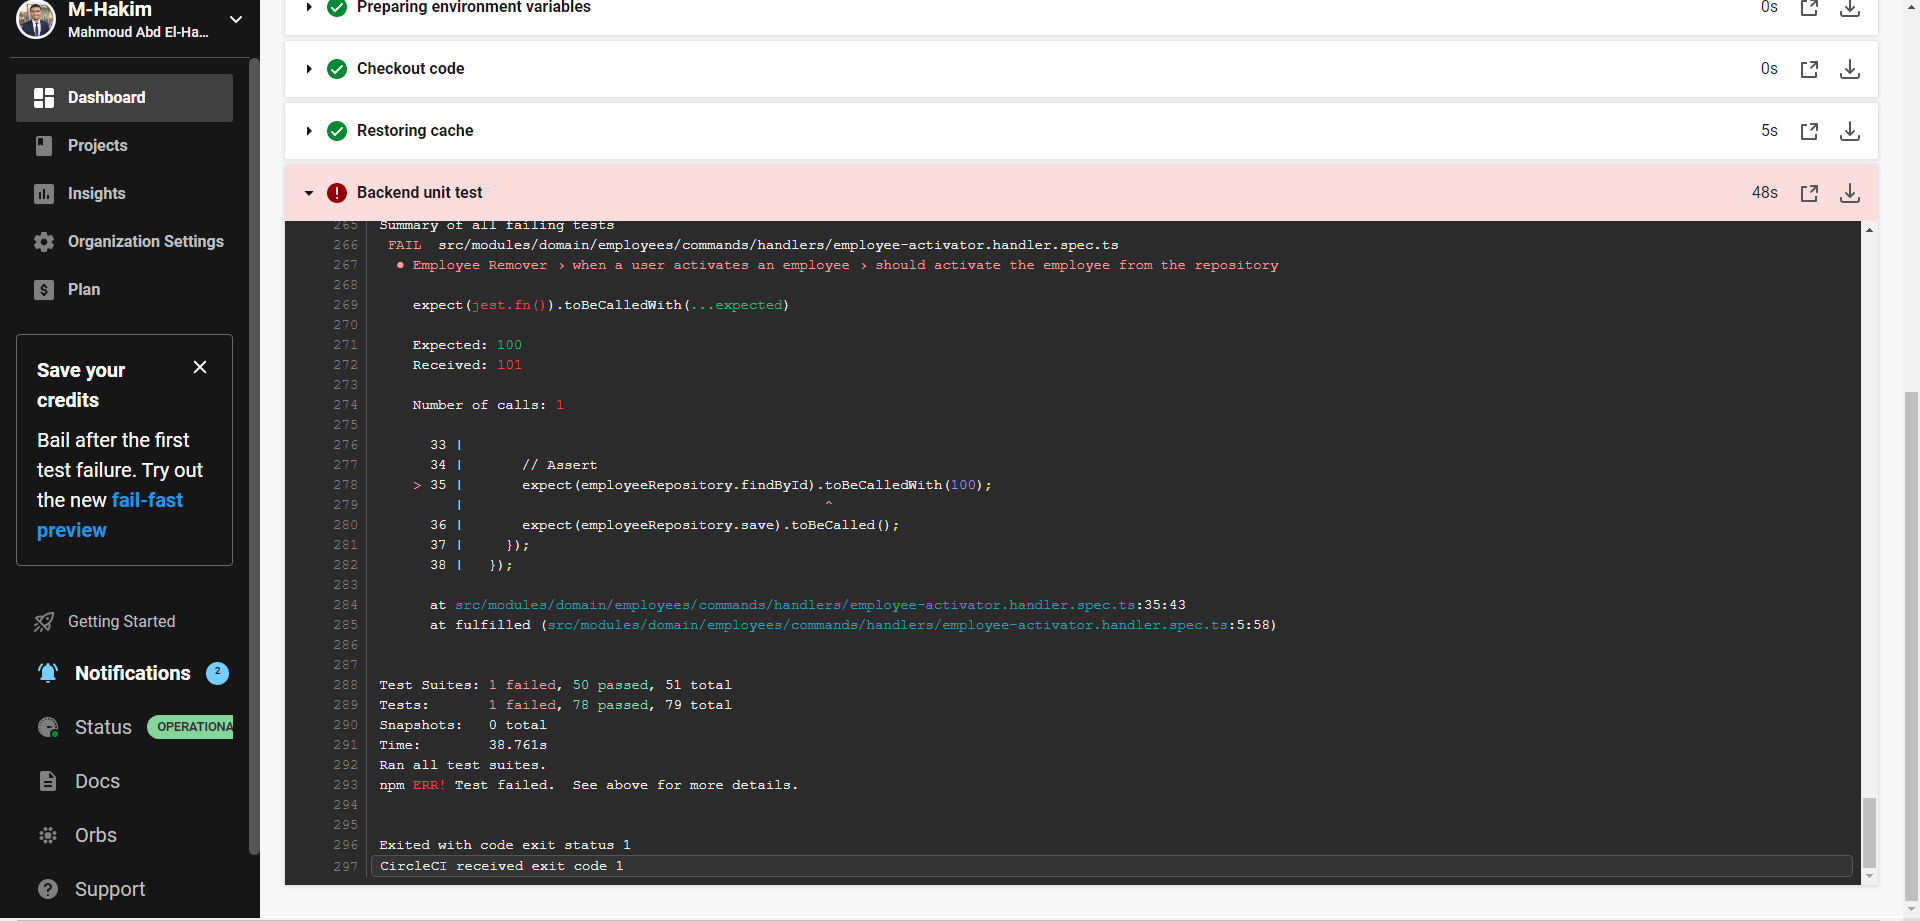 M-Hakim
Mahmoud Abd El-Ha...
Dashboard
Projects
Insights
Organization Settings
Plan
Save your
credits
Bail after the first
test failure. Try out
the new fail-fast
preview
Getting Started
Notifications 2
Status OPERATIONA
Docs
Orbs
Support
Preparing environment variables 0s
Checkout code 0s
Restoring cache 5s
Backend unit test 48s
265 Summary of all failing tests
266 FAIL src/modules/domain/employees/commands/handlers/employee-activator.handler.spec.ts
267 ● Employee Remover › when a user activates an employee › should activate the employee from the repository
268
269 expect(jest.fn()).toBeCalledWith(...expected)
270
271 Expected: 100
272 Received: 101
273
274 Number of calls: 1
275
276 33 |
277 34 | // Assert
278 > 35 | expect(employeeRepository.findById).toBeCalledWith(100);
279 | ^
280 36 | expect(employeeRepository.save).toBeCalled();
281 37 | });
282 38 | });
283
284 at src/modules/domain/employees/commands/handlers/employee-activator.handler.spec.ts:35:43
285 at fulfilled (src/modules/domain/employees/commands/handlers/employee-activator.handler.spec.ts:5:58)
286
287
288 Test Suites: 1 failed, 50 passed, 51 total
289 Tests: 1 failed, 78 passed, 79 total
290 Snapshots: 0 total
291 Time: 38.761s
292 Ran all test suites.
293 npm ERR! Test failed. See above for more details.
294
295
296 Exited with code exit status 1
297 CircleCI received exit code 1